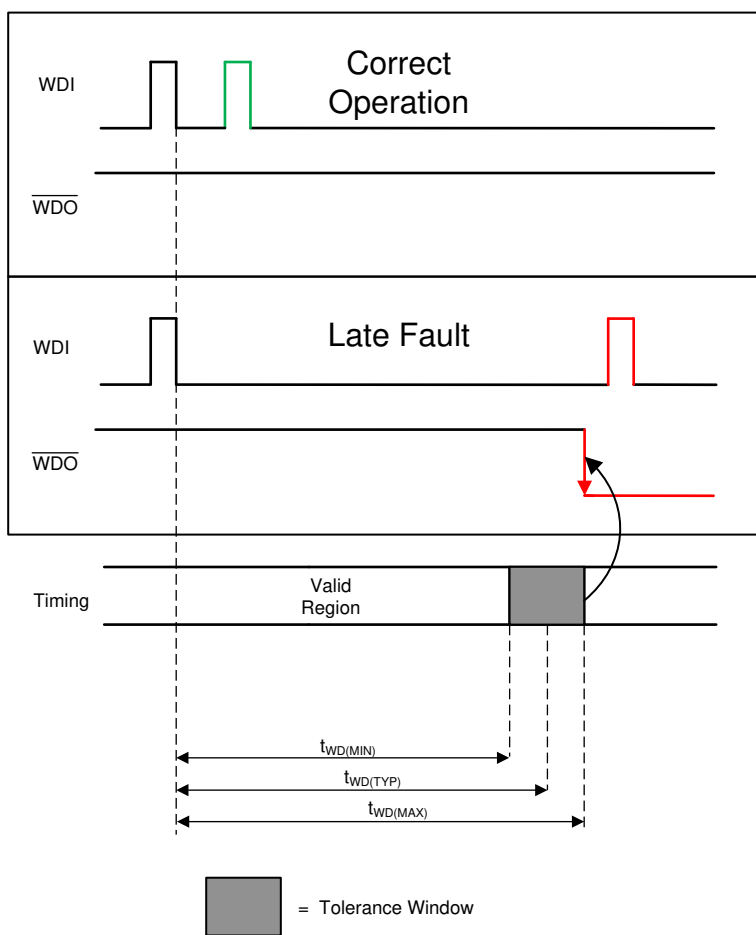 WDI
Correct
Operation
WDO
WDI
Late Fault
WDO
Timing
Valid
Region
tWD(MIN)
tWD(TYP)
tWD(MAX)
= Tolerance Window